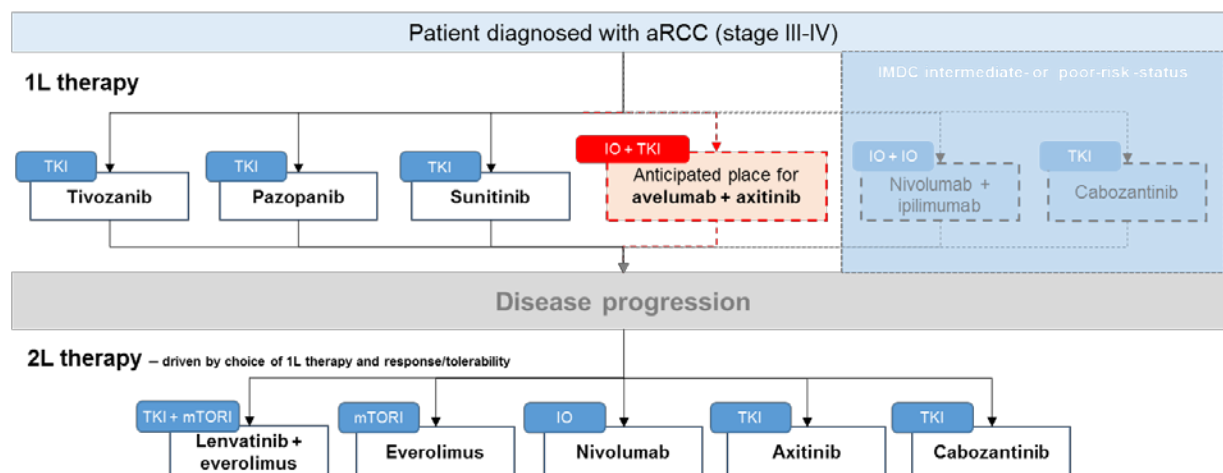 Patient diagnosed with aRCC (stage III-IV)
IMDC intermediate- or poor-risk -status
1L therapy
TKI
TKI
TKI
IO + TKI
IO + IO
TKI
Tivozanib
Pazopanib
Sunitinib
Anticipated place for
avelumab + axitinib
Nivolumab +
ipilimumab
Cabozantinib
Disease progression
2L therapy – driven by choice of 1L therapy and response/tolerability
TKI + mTORI
mTORI
IO
TKI
TKI
Lenvatinib +
everolimus
Everolimus
Nivolumab
Axitinib
Cabozantinib